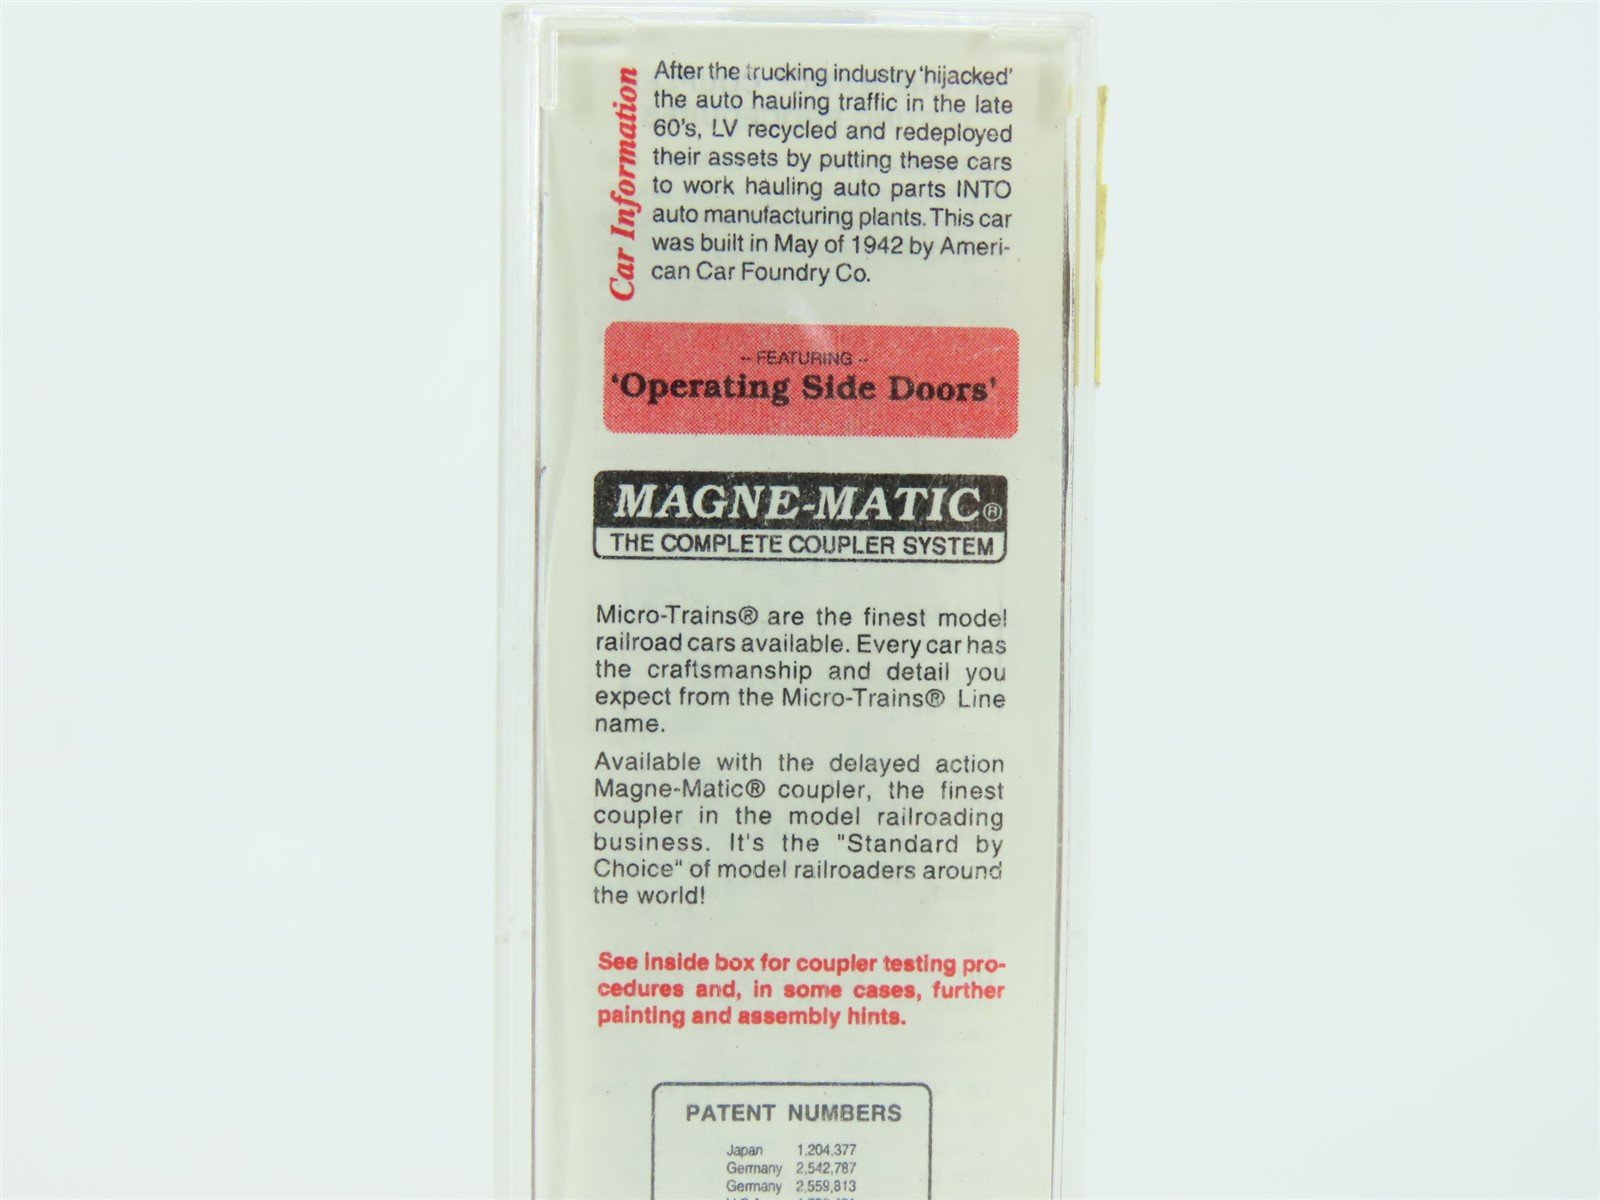 Car Information
After the trucking industry 'hijacked'
the auto hauling traffic in the late
60's, LV recycled and redeployed
their assets by putting these cars
to work hauling auto parts INTO
auto manufacturing plants. This car
was built in May of 1942 by Ameri-
can Car Foundry Co.
-- FEATURING --
'Operating Side Doors'
MAGNE-MATIC®
THE COMPLETE COUPLER SYSTEM
Micro-Trains® are the finest model
railroad cars available. Every car has
the craftsmanship and detail you
expect from the Micro-Trains® Line
name.
Available with the delayed action
Magne-Matic® coupler, the finest
coupler in the model railroading
business. It's the "Standard by
Choice" of model railroaders around
the world!
See inside box for coupler testing pro-
cedures and, in some cases, further
painting and assembly hints.
PATENT NUMBERS
Japan 1,204,377
Germany 2,542,787
Germany 2,559,813